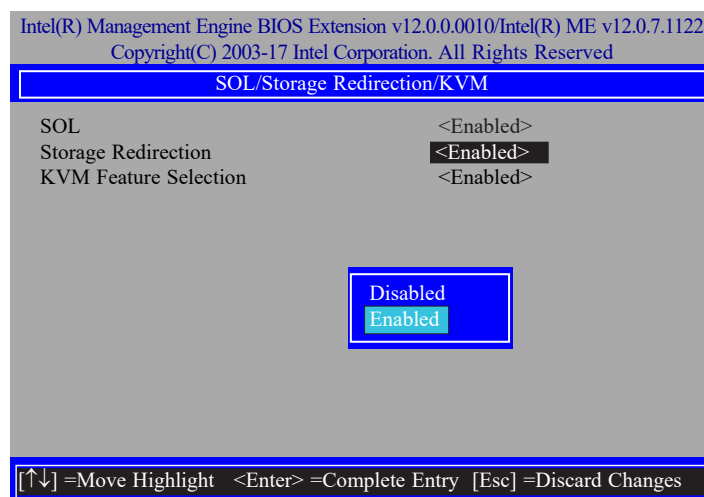 Intel(R) Management Engine BIOS Extension v12.0.0.0010/Intel(R) ME v12.0.7.1122
Copyright(C) 2003-17 Intel Corporation. All Rights Reserved
SOL/Storage Redirection/KVM
SOL <Enabled>
Storage Redirection <Enabled>
KVM Feature Selection <Enabled>
Disabled
Enabled
[↑↓] =Move Highlight <Enter> =Complete Entry [Esc] =Discard Changes